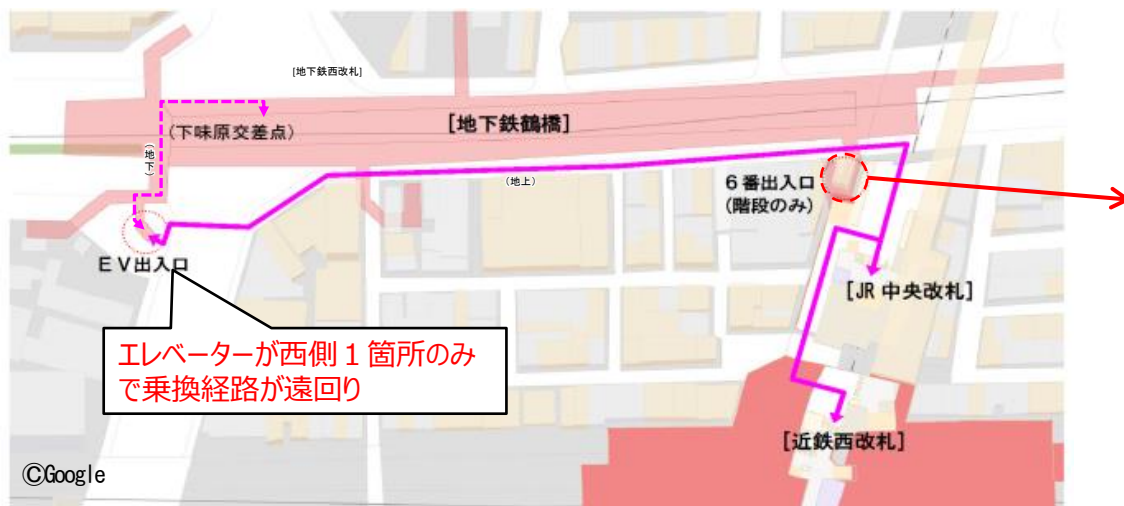 [地下鉄西改札]
(下味原交差点)
[地下鉄鶴橋]
(地下)
(地上)
6番出入口
(階段のみ)
EV出入口
[JR中央改札]
エレベーターが西側1箇所のみ
で乗換経路が遠回り
[近鉄西改札]
©Google